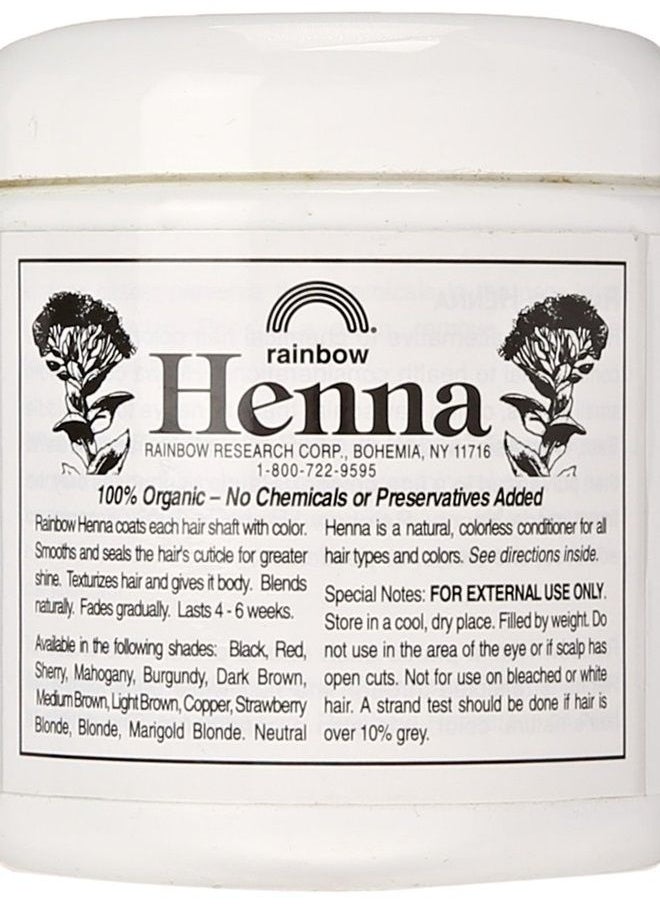 rainbow
Henna
RAINBOW RESEARCH CORP., BOHEMIA, NY 11716
1-800-722-9595
100% Organic – No Chemicals or Preservatives Added
Rainbow Henna coats each hair shaft with color.
Smooths and seals the hair's cuticle for greater
shine. Texturizes hair and gives it body. Blends
naturally. Fades gradually. Lasts 4 - 6 weeks.
Available in the following shades: Black, Red,
Sherry, Mahogany, Burgundy, Dark Brown,
Medium Brown, Light Brown, Copper, Strawberry
Blonde, Blonde, Marigold Blonde. Neutral
Henna is a natural, colorless conditioner for all
hair types and colors. See directions inside.
Special Notes: FOR EXTERNAL USE ONLY.
Store in a cool, dry place. Filled by weight. Do
not use in the area of the eye or if scalp has
open cuts. Not for use on bleached or white
hair. A strand test should be done if hair is
over 10% grey.